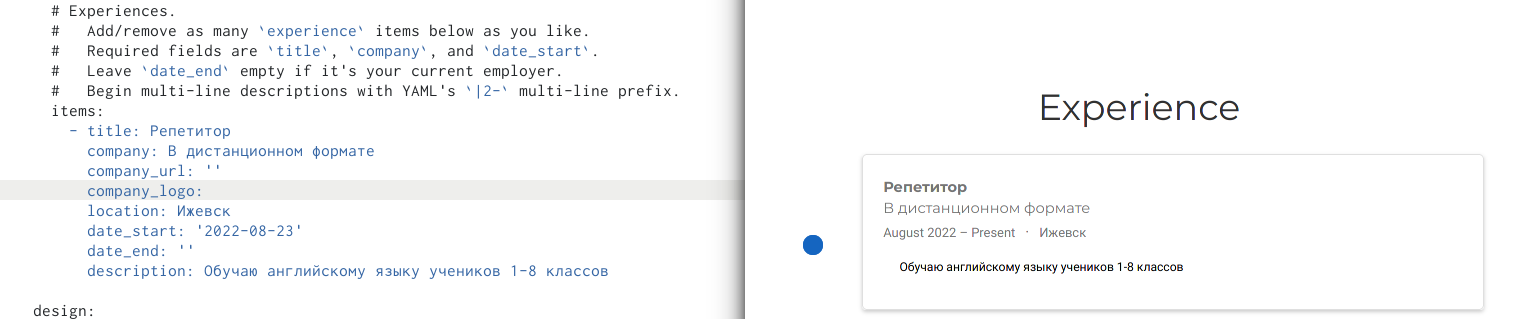 # Experiences.
#   Add/remove as many `experience` items below as you like.
#   Required fields are `title`, `company`, and `date_start`.
#   Leave `date_end` empty if it's your current employer.
#   Begin multi-line descriptions with YAML's `|2-` multi-line prefix.
items:
- title: Репетитор
company: В дистанционном формате
company_url: ''
company_logo:
location: Ижевск
date_start: '2022-08-23'
date_end: ''
description: Обучаю английскому языку учеников 1-8 классов
design:
Experience
Репетитор
В дистанционном формате
August 2022 – Present · Ижевск
Обучаю английскому языку учеников 1-8 классов